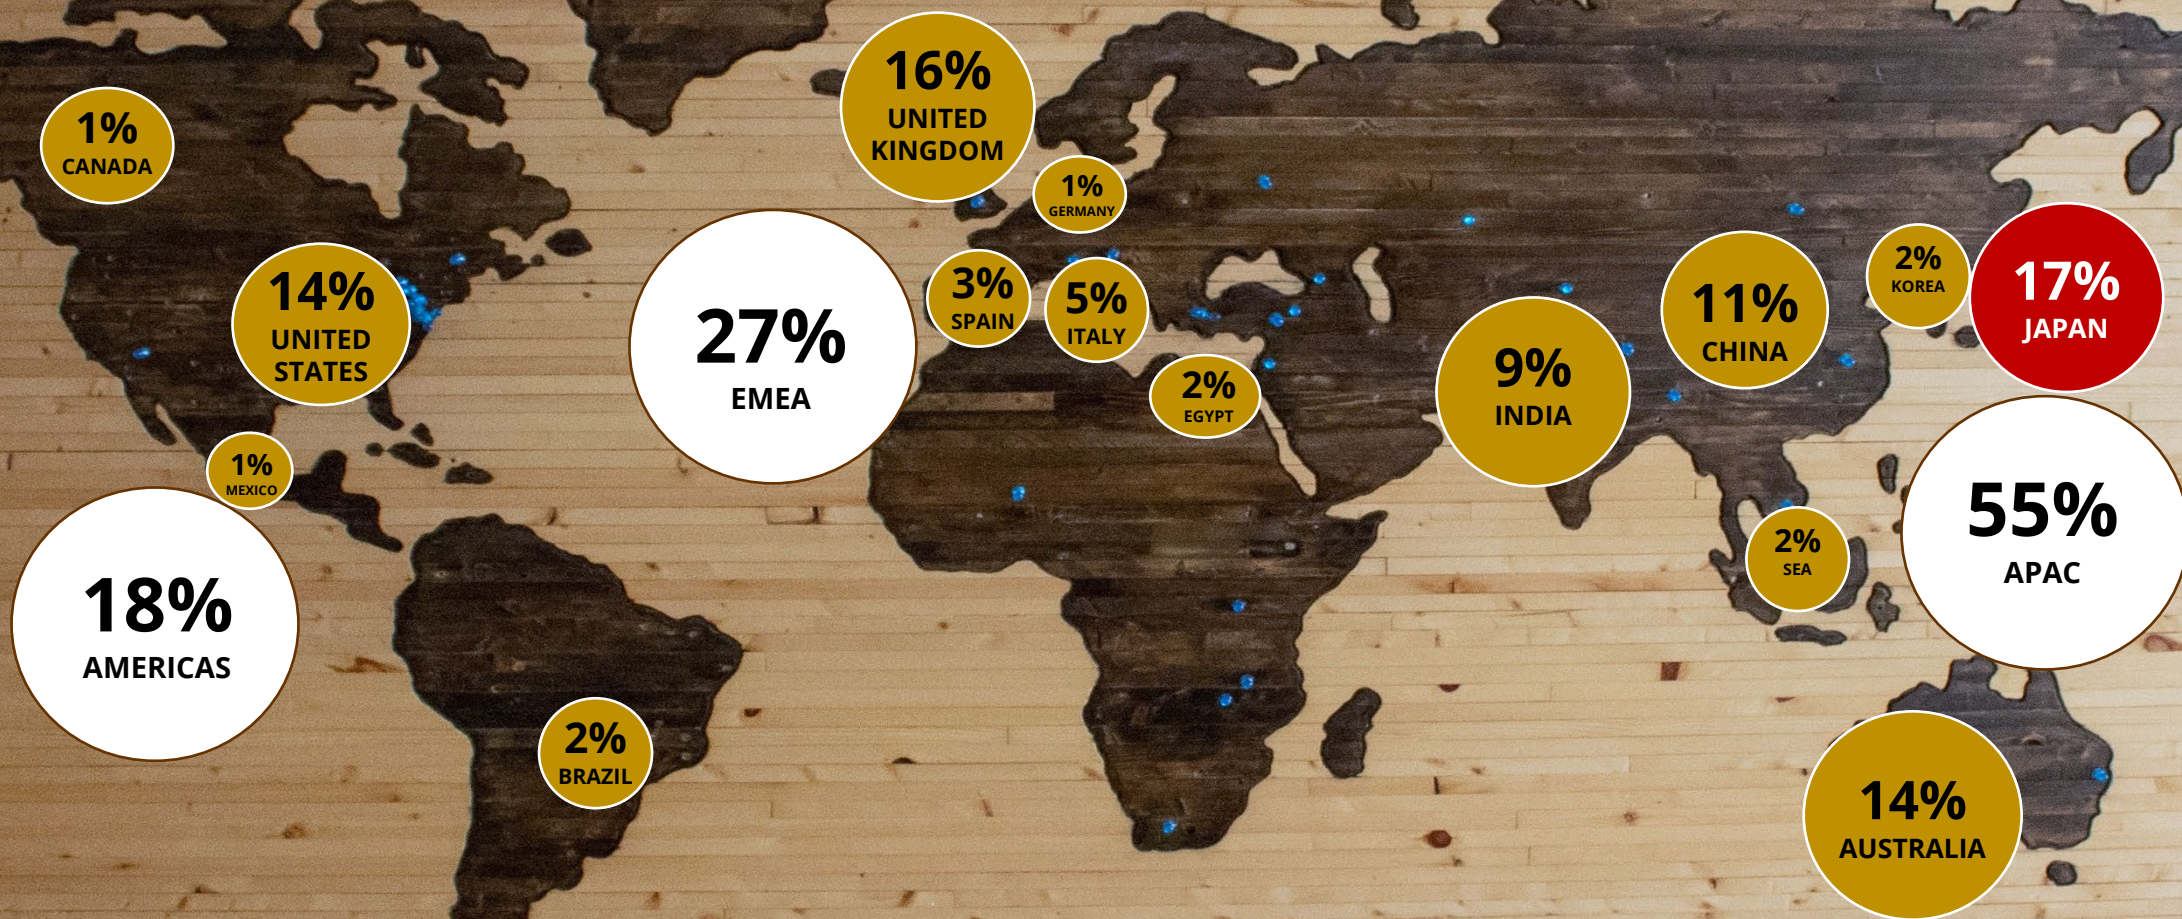 1%
CANADA
14%
UNITED
STATES
1%
MEXICO
18%
AMERICAS
2%
BRAZIL
16%
UNITED
KINGDOM
1%
GERMANY
27%
EMEA
3%
SPAIN
5%
ITALY
2%
EGYPT
9%
INDIA
11%
CHINA
2%
KOREA
17%
JAPAN
55%
APAC
2%
SEA
14%
AUSTRALIA